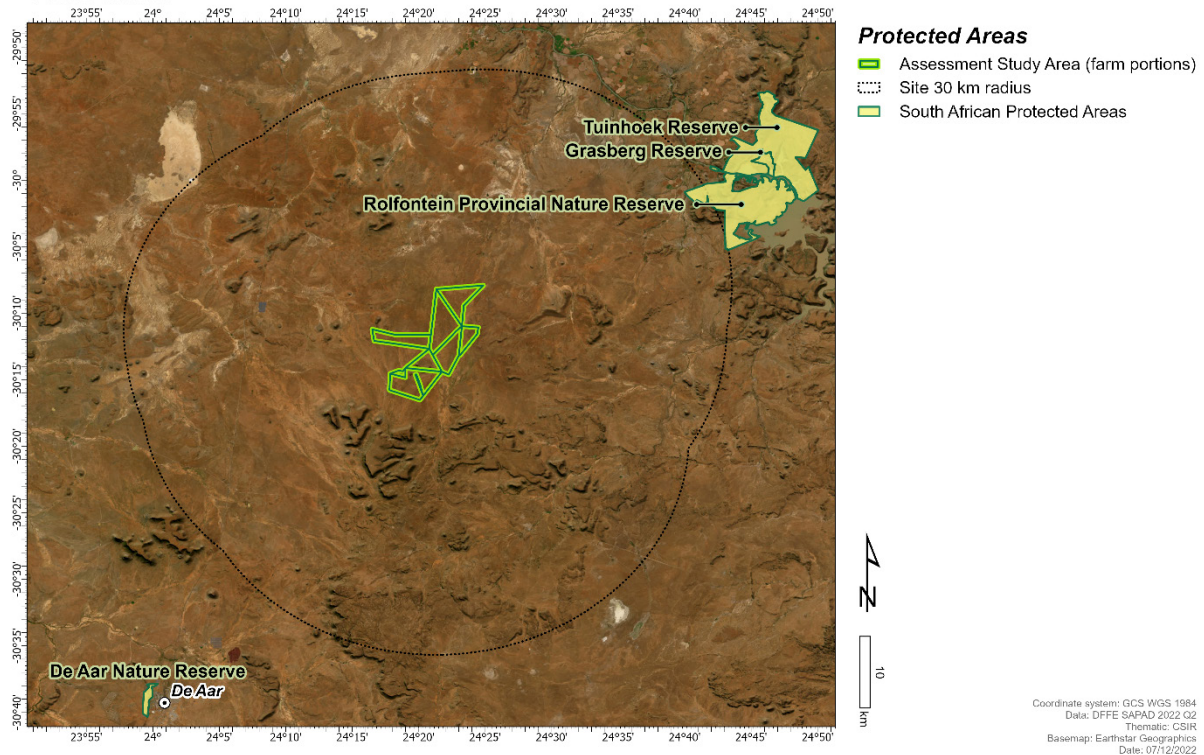 23°55' 24° 24°5' 24°10' 24°15' 24°20' 24°25' 24°30' 24°35' 24°40' 24°45' 24°50'
-29°50'
-29°55'
-30°
-30°5'
-30°10'
-30°15'
-30°20'
-30°25'
-30°30'
-30°35'
-30°40'
Tuinhoek Reserve
Grasberg Reserve
Rolfontein Provincial Nature Reserve
De Aar Nature Reserve
De Aar
23°55' 24° 24°5' 24°10' 24°15' 24°20' 24°25' 24°30' 24°35' 24°40' 24°45' 24°50'
Protected Areas
Assessment Study Area (farm portions)
Site 30 km radius
South African Protected Areas
N
10
km
Coordinate system: GCS WGS 1984
Data: DFFE SAPAD 2022 Q2
Thematic: CSIR
Basemap: Earthstar Geographics
Date: 07/12/2022